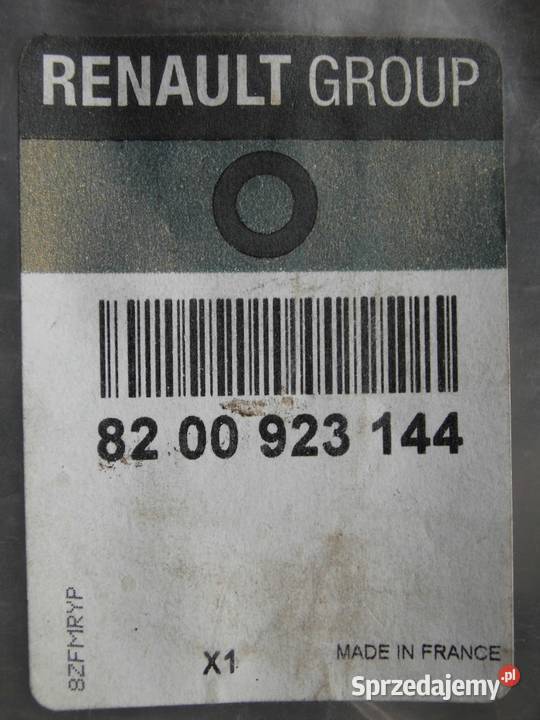 RENAULT GROUP
82 00 923 144
8ZFMRYP
X1
MADE IN FRANCE
Sprzedajemy.pl